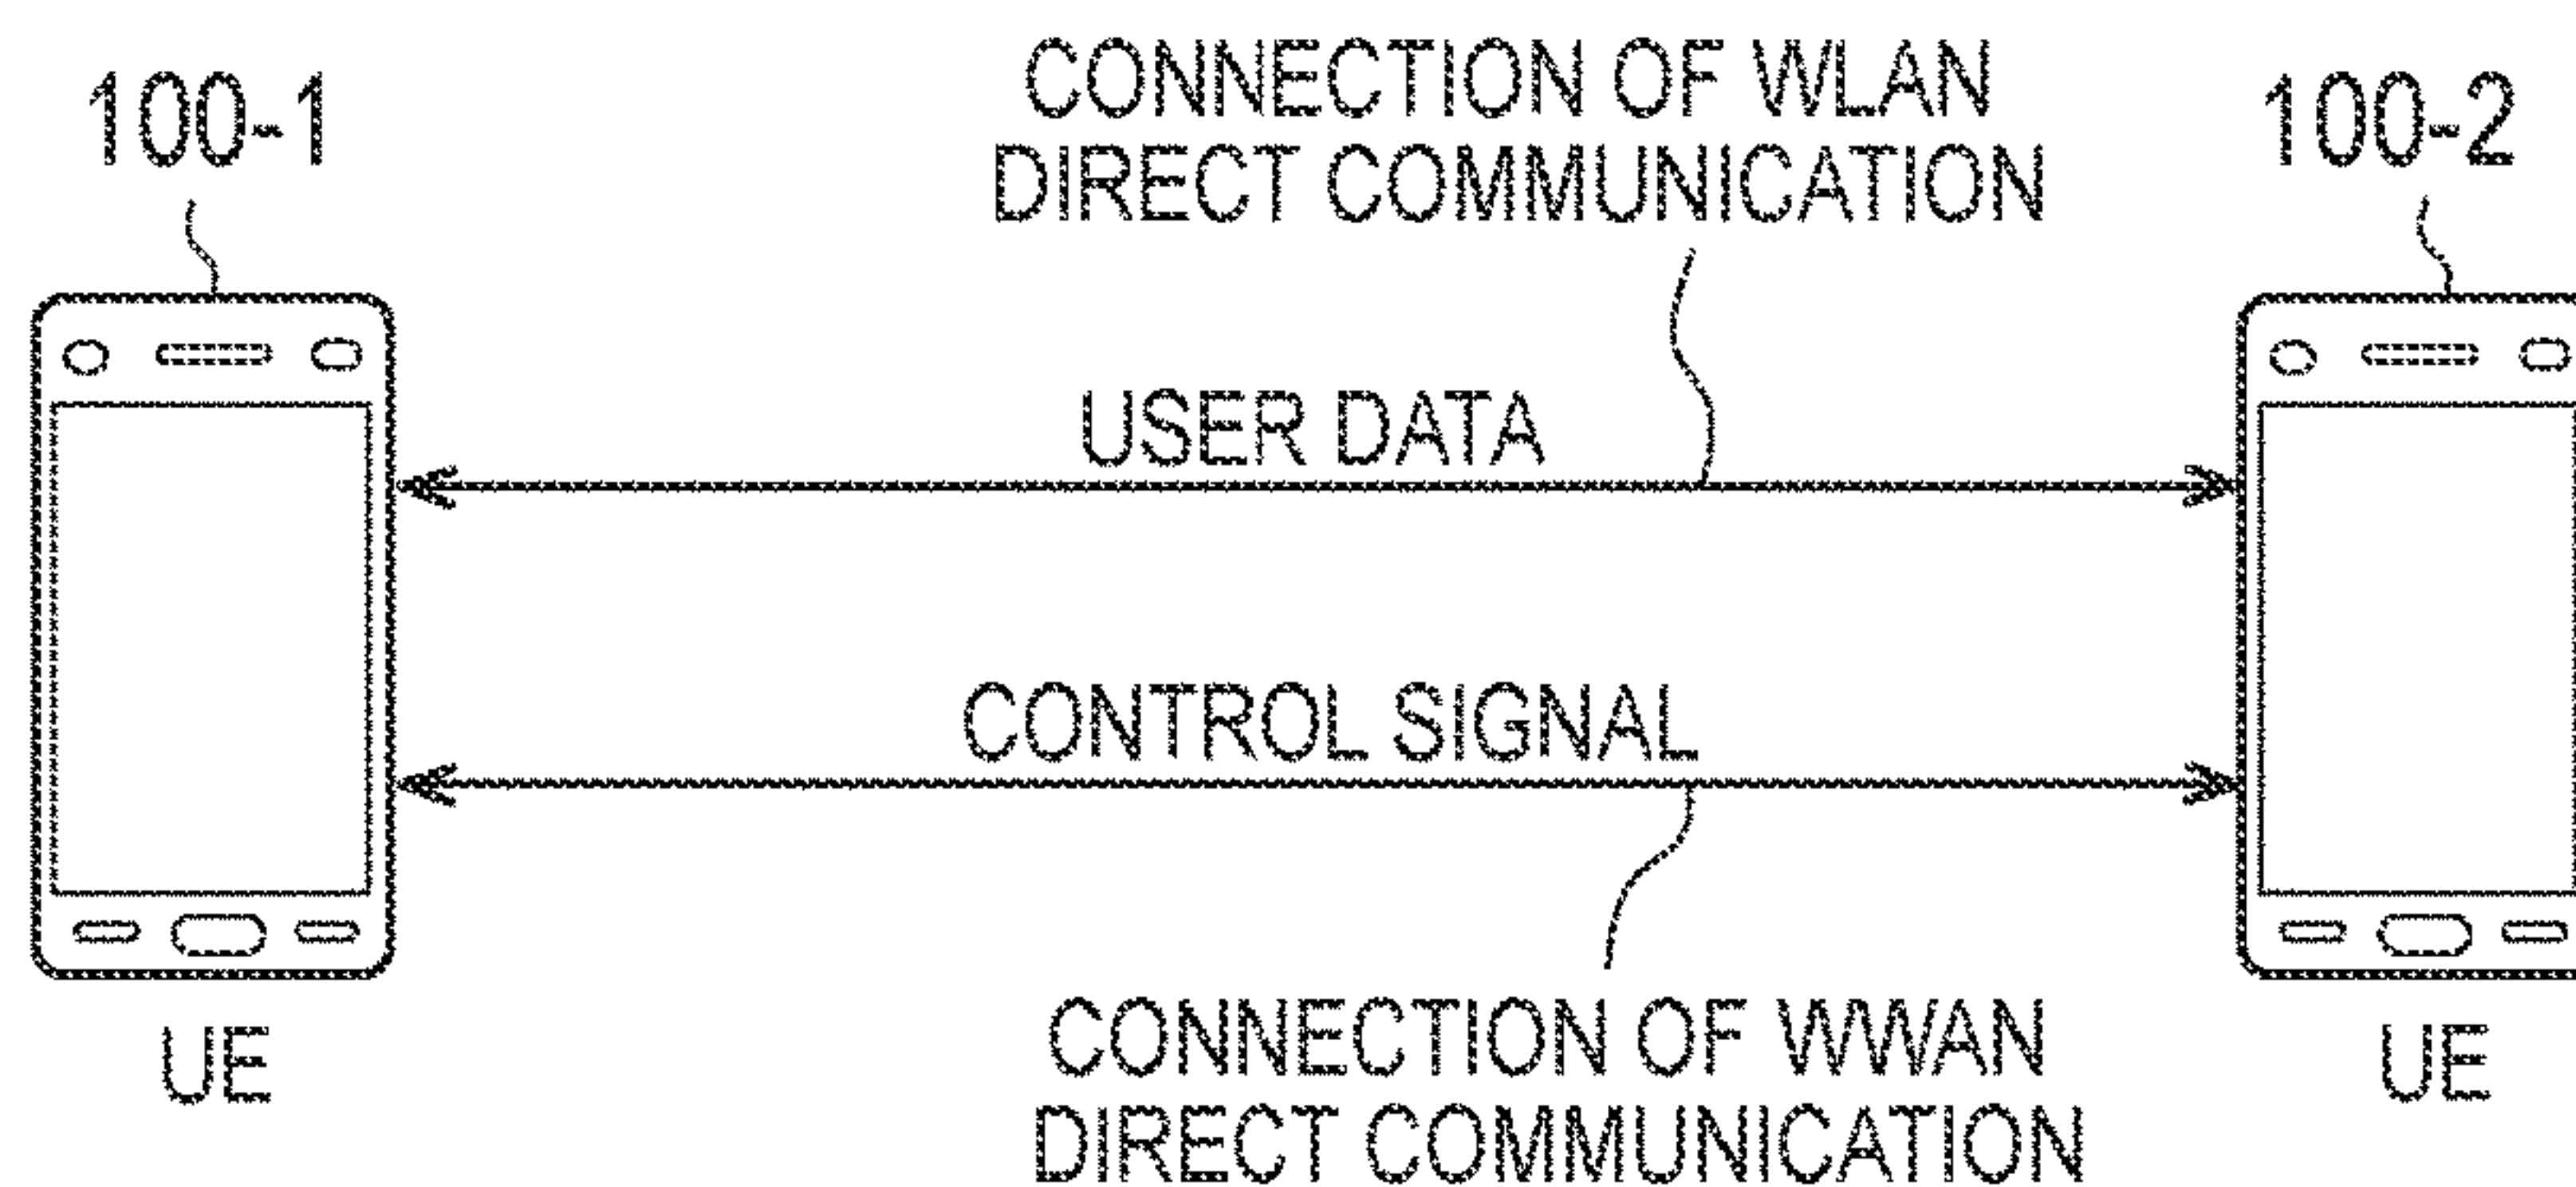 100-1
CONNECTION OF WLAN
DIRECT COMMUNICATION
100-2
USER DATA
CONTROL SIGNAL
UE
CONNECTION OF WWAN
DIRECT COMMUNICATION
UE